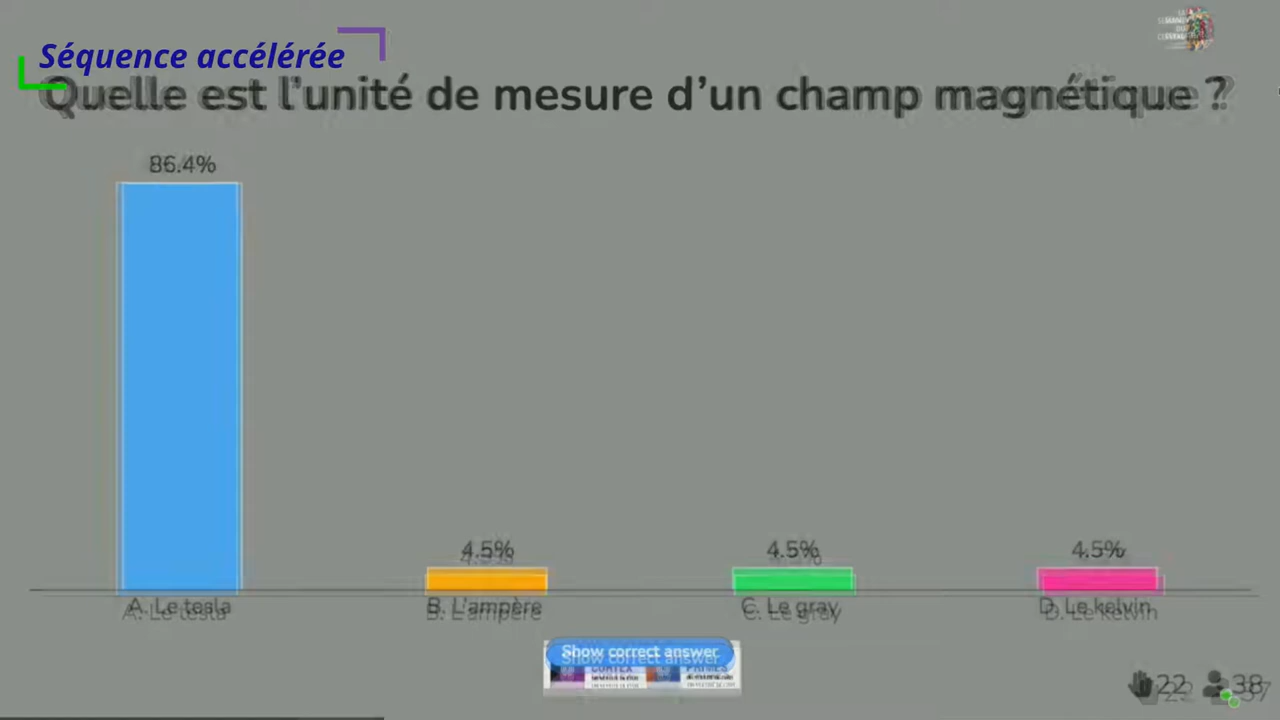 Séquence accélérée
Quelle est l’unité de mesure d’un champ magnétique ?
86.4%
4.5%
4.5%
4.5%
A. Le tesla
B. L'ampère
C. Le gray
D. Le kelvin
Show correct answer
22
38